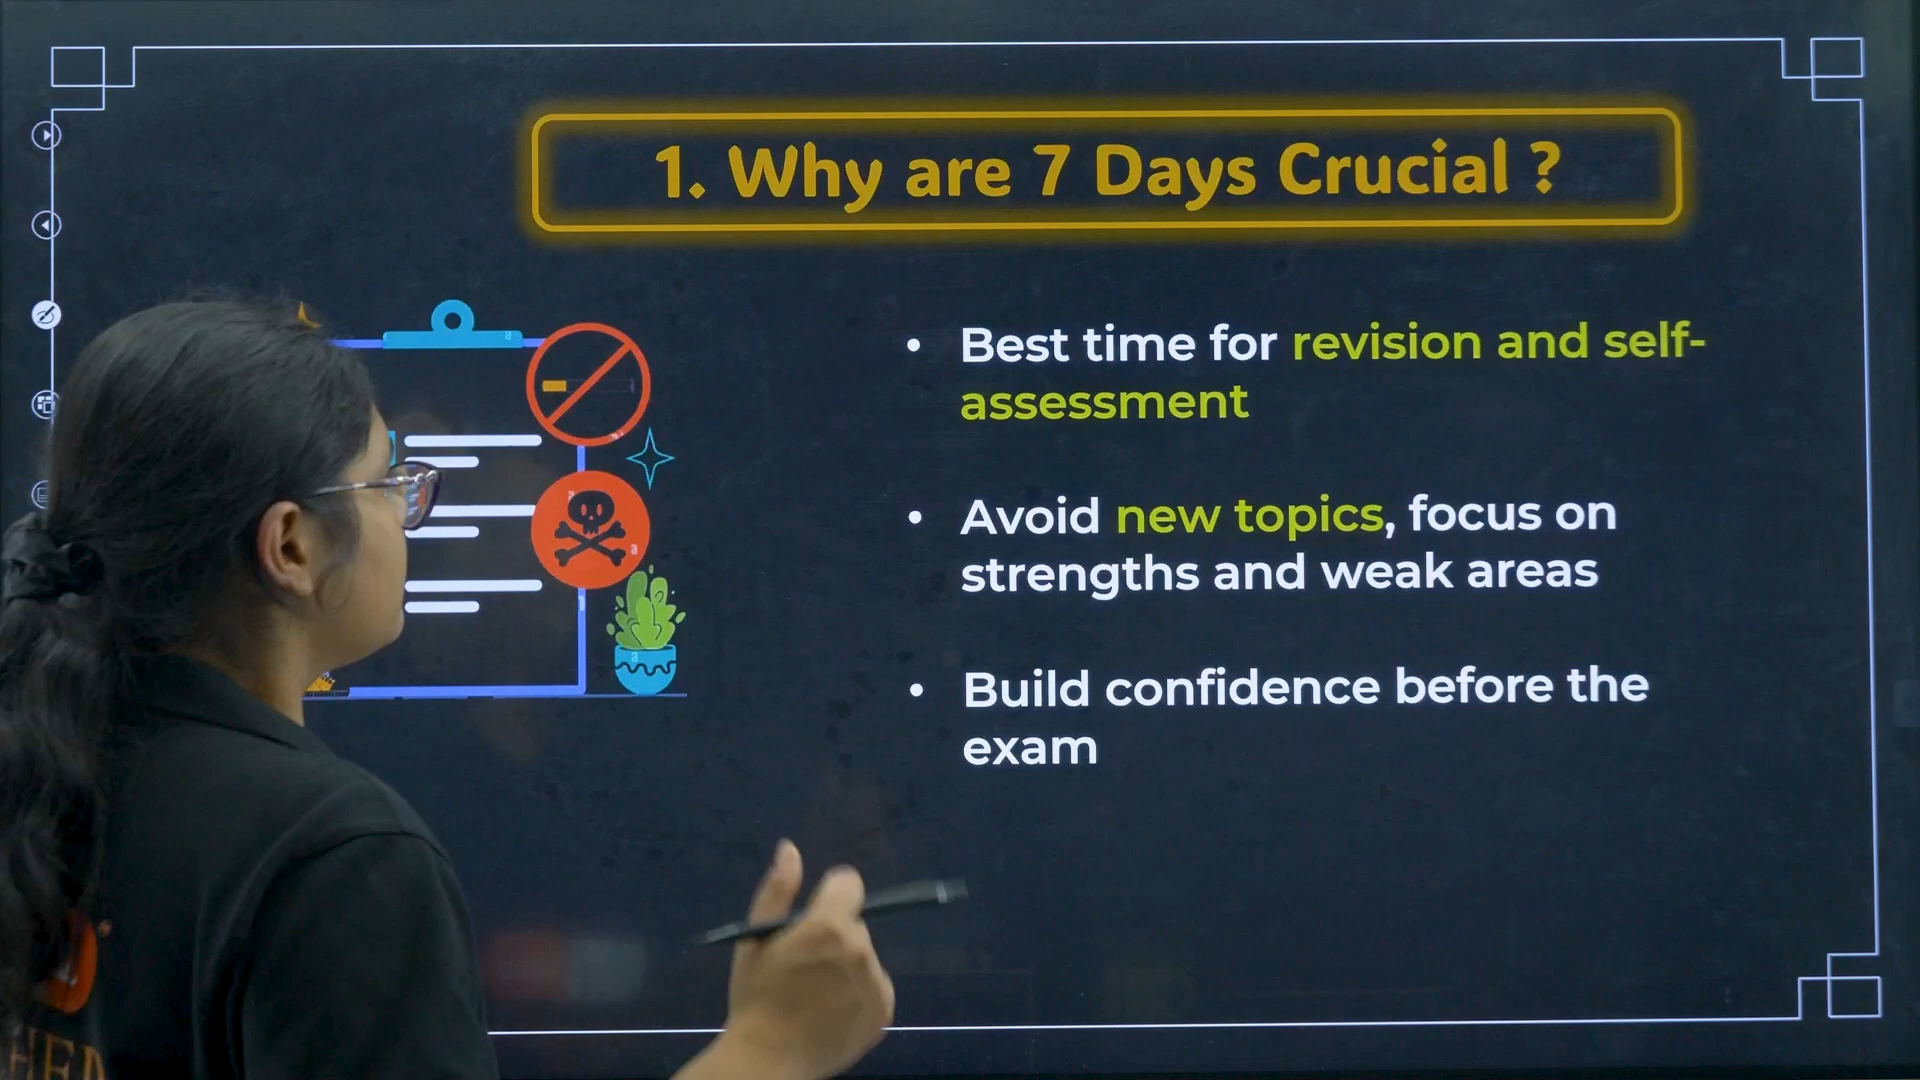 1. Why are 7 Days Crucial ?
• Best time for revision and self-
assessment
• Avoid new topics, focus on
strengths and weak areas
• Build confidence before the
exam